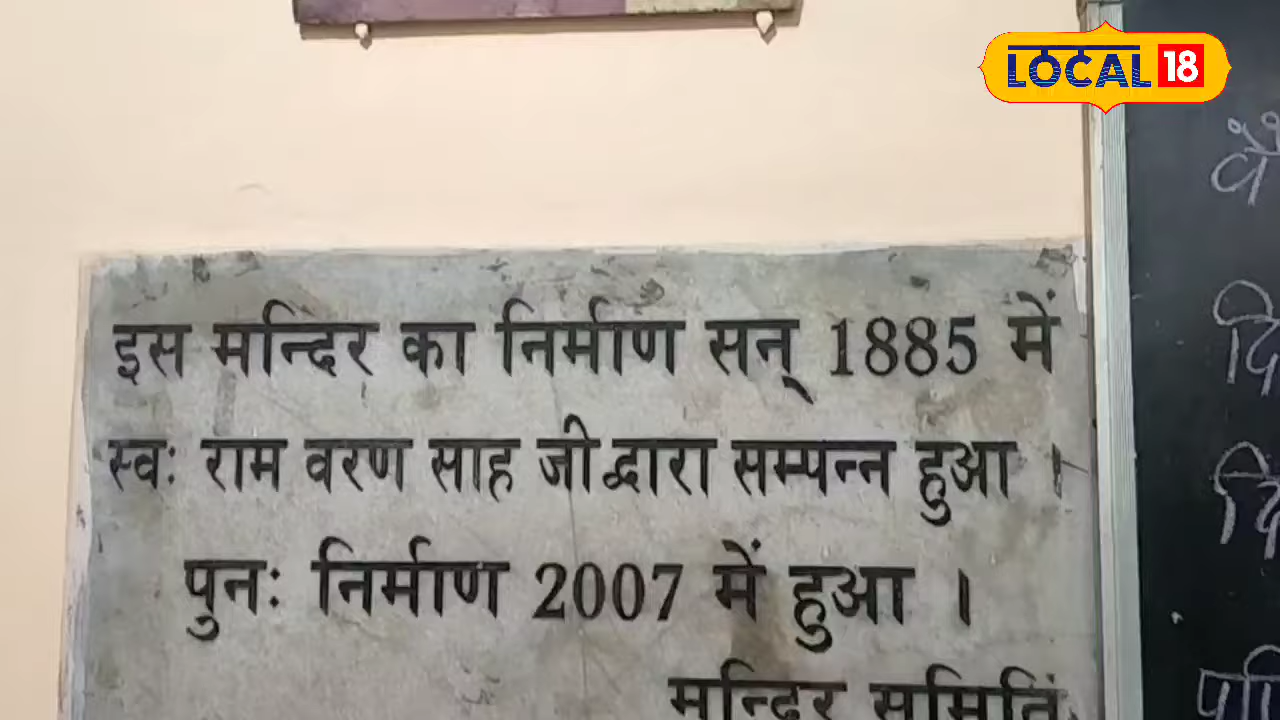 LOCAL 18
इस मन्दिर का निर्माण सन् 1885 में
स्व: राम वरण साह जी द्वारा सम्पन्न हुआ ।
पुन: निर्माण 2007 में हुआ ।
मन्दिर समिति